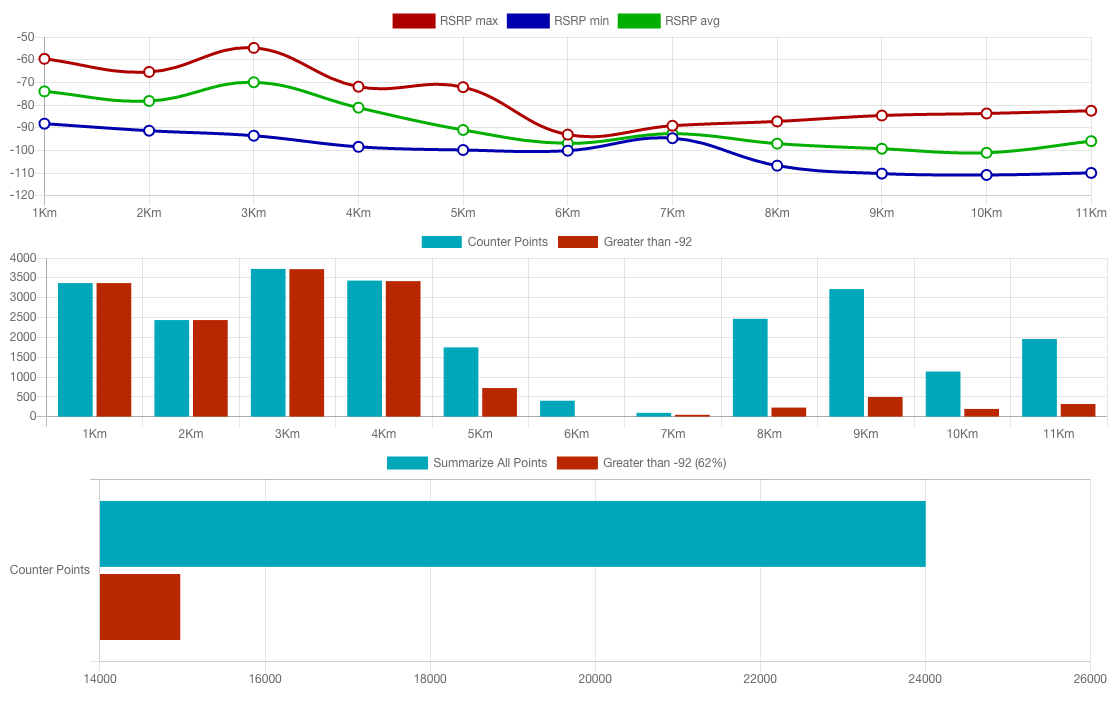 RSRP max RSRP min RSRP avg
-50
-60
-70
-80
-90
-100
-110
-120
1Km 2Km 3Km 4Km 5Km 6Km 7Km 8Km 9Km 10Km 11Km
Counter Points Greater than -92
4000
3500
3000
2500
2000
1500
1000
500
0
1Km 2Km 3Km 4Km 5Km 6Km 7Km 8Km 9Km 10Km 11Km
Summarize All Points Greater than -92 (62%)
Counter Points
14000 16000 18000 20000 22000 24000 26000